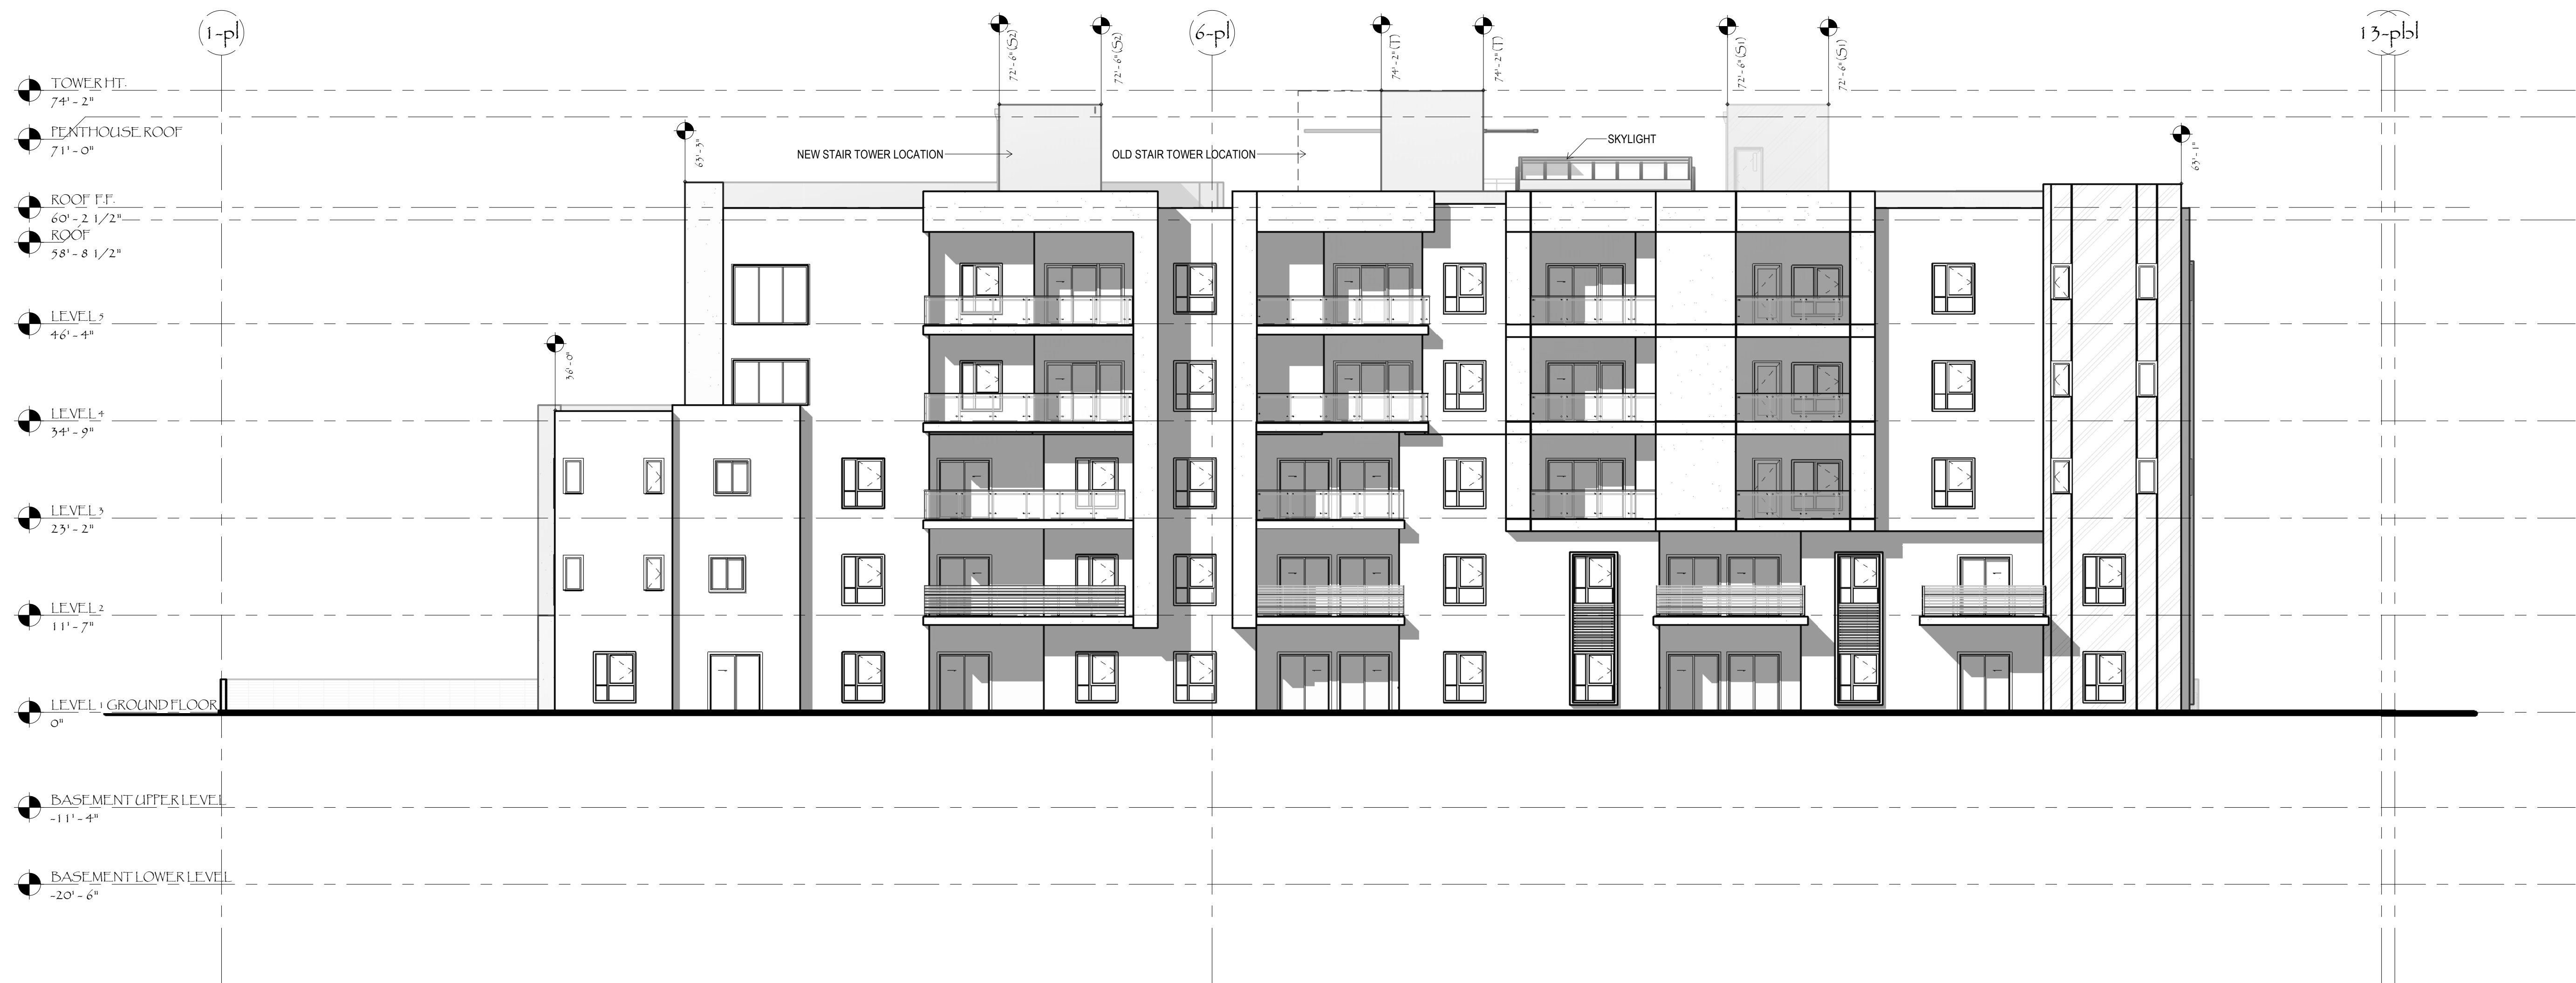 1-pl
6-pl
13-pbl
72' - 6" (S2)
72' - 6" (S2)
74' - 2" (T)
74' - 2" (T)
72' - 6" (S1)
72' - 6" (S1)
TOWER HT.
74' - 2"
PENTHOUSE ROOF
71' - 0"
63' - 3"
NEW STAIR TOWER LOCATION
OLD STAIR TOWER LOCATION
SKYLIGHT
63' - 1"
ROOF F.F.
60' - 2 1/2"
ROOF
58' - 8 1/2"
LEVEL 5
46' - 4"
36' - 0"
LEVEL 4
34' - 9"
LEVEL 3
23' - 2"
LEVEL 2
11' - 7"
LEVEL 1 GROUND FLOOR
0"
BASEMENT UPPER LEVEL
-11' - 4"
BASEMENT LOWER LEVEL
-20' - 6"